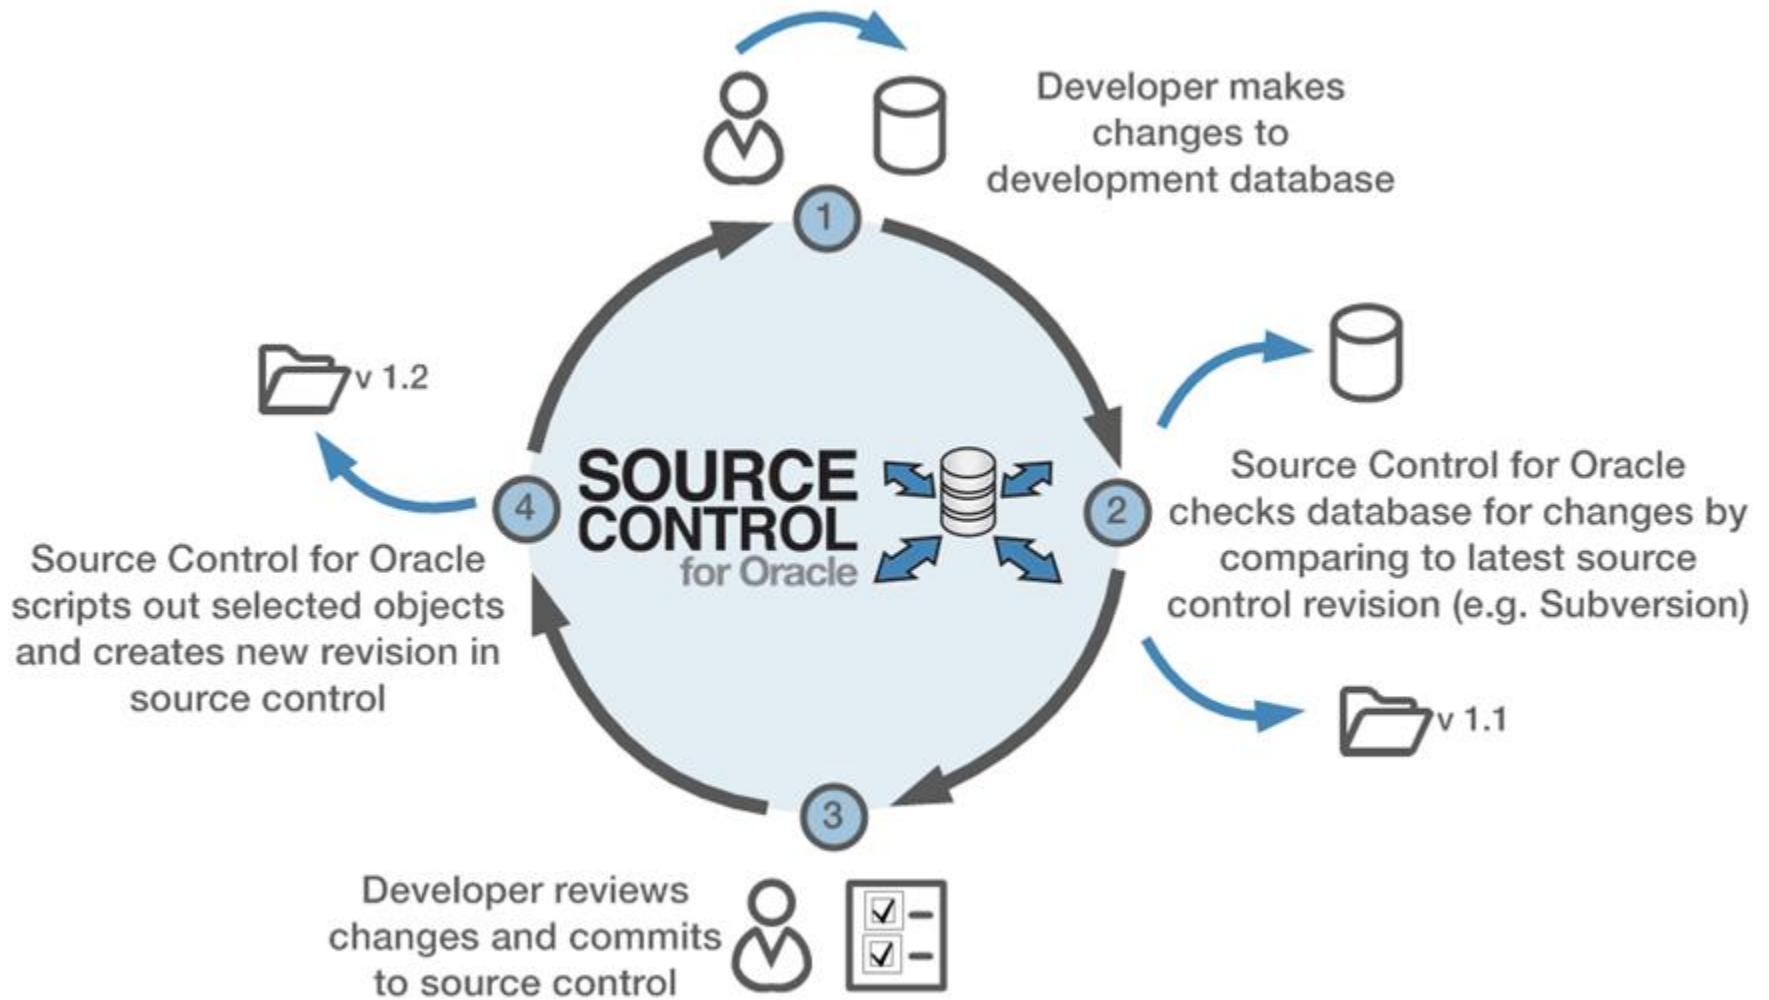 Developer makes
changes to
development database
1
Source Control for Oracle
checks database for changes by
comparing to latest source
control revision (e.g. Subversion)
2
v 1.1
3
Developer reviews
changes and commits
to source control
4
v 1.2
Source Control for Oracle
scripts out selected objects
and creates new revision in
source control
SOURCE
CONTROL
for Oracle